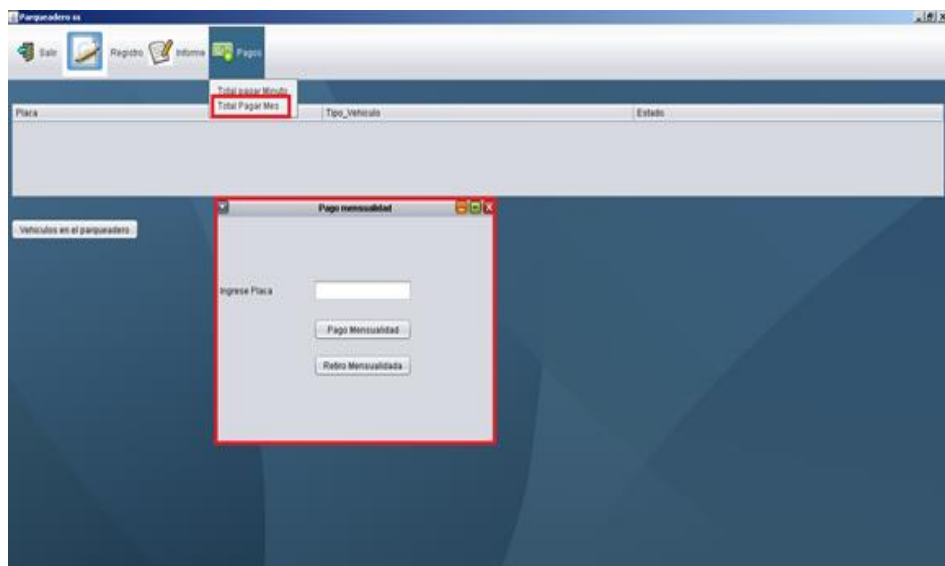 Parqueadero ss
Salir Registro Informe Pagos
Total pagar Minuto
Total Pagar Mes
Placa Tipo_Vehiculo Estado
Pago mensualidad
Vehiculos en el parqueadero
Ingrese Placa
Pago Mensualidad
Retiro Mensualidada